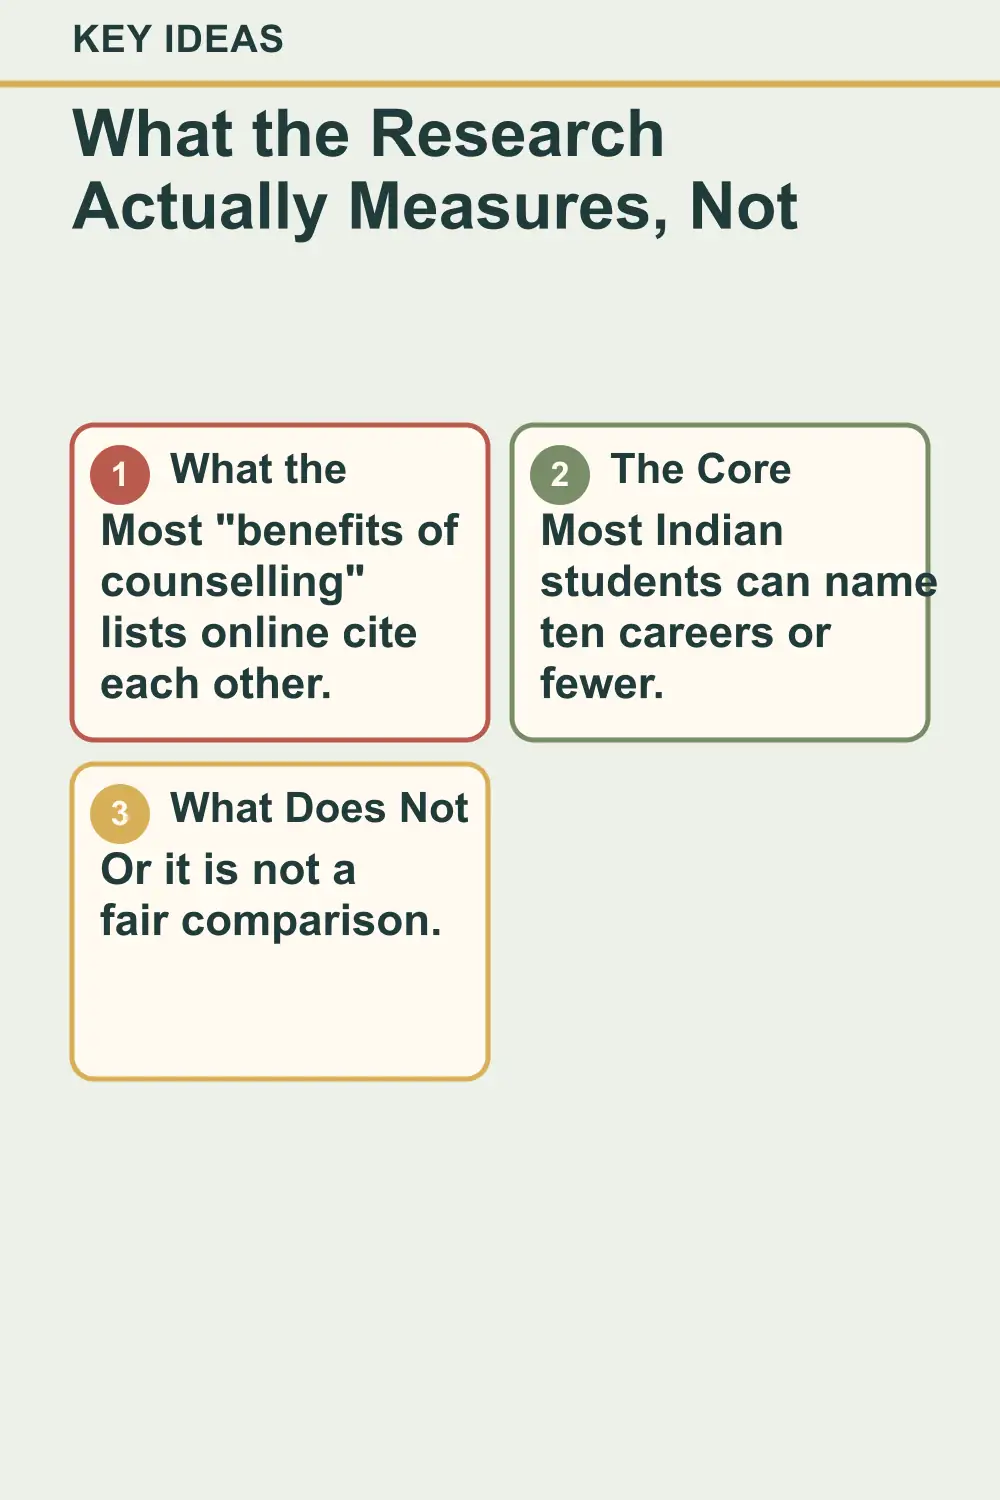 KEY IDEAS
What the Research
Actually Measures, Not
1 What the
Most "benefits of
counselling"
lists online cite
each other.
2 The Core
Most Indian
students can name
ten careers or
fewer.
3 What Does Not
Or it is not a
fair comparison.